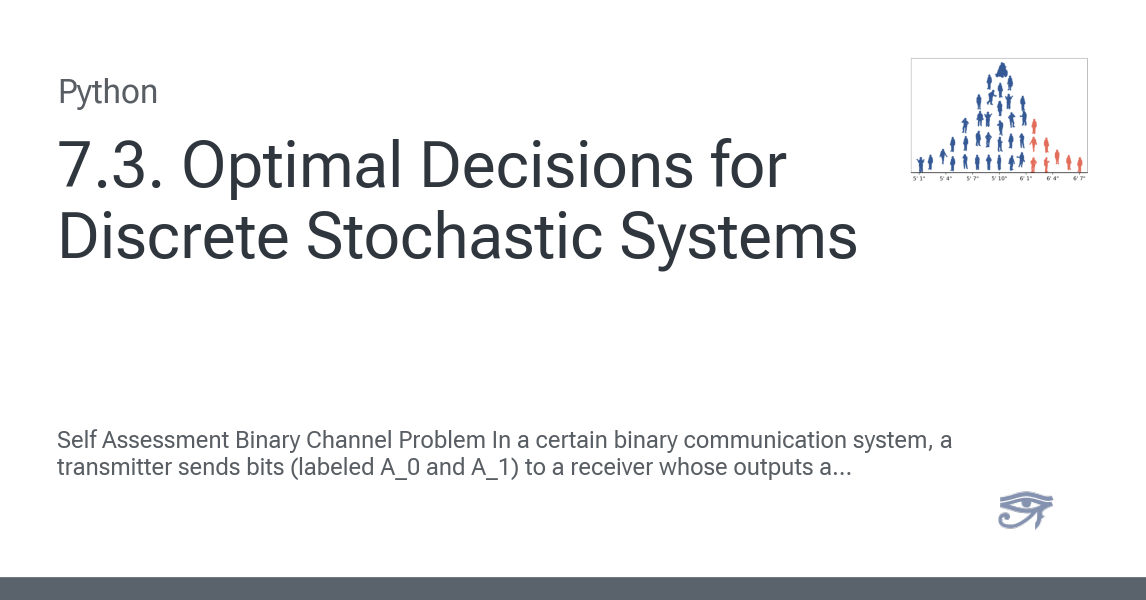 Python
7.3. Optimal Decisions for
Discrete Stochastic Systems
5' 1" 5' 4" 5' 7" 5' 10" 6' 1" 6' 4" 6' 7"
Self Assessment Binary Channel Problem In a certain binary communication system, a
transmitter sends bits (labeled A_0 and A_1) to a receiver whose outputs a...